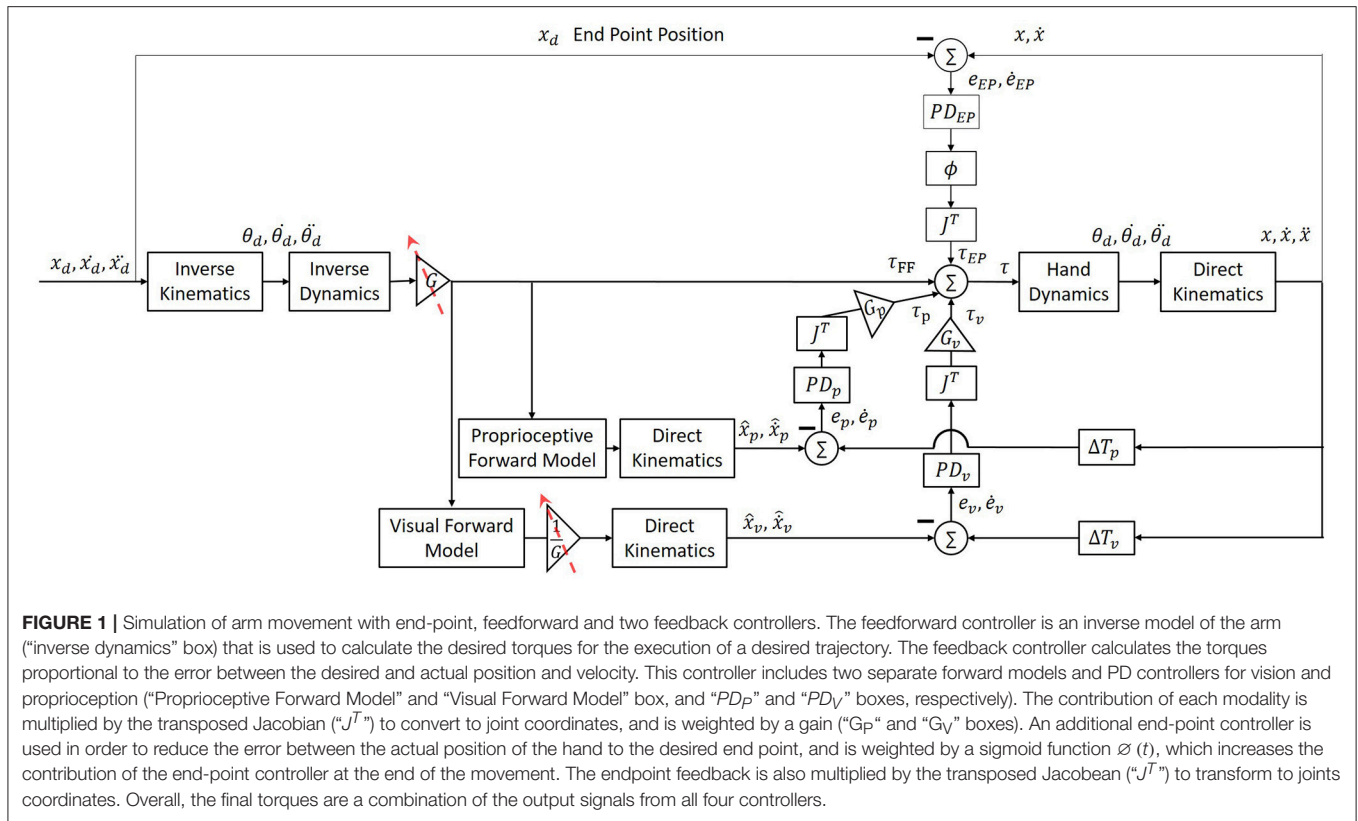 x_d End Point Position
x, ẋ
−
Σ
e_EP, ė_EP
PD_EP
ϕ
J^T
τ_EP
x_d, ẋ_d, ẍ_d
Inverse
Kinematics
θ_d, θ̇_d, θ̈_d
Inverse
Dynamics
G
τ_FF
Σ
τ
Hand
Dynamics
θ_d, θ̇_d, θ̈_d
Direct
Kinematics
x, ẋ, ẍ
G_p
τ_p
τ_v
G_v
J^T
J^T
PD_p
e_p, ė_p
Proprioceptive
Forward Model
Direct
Kinematics
x̂_p, ẋ̂_p
−
Σ
ΔT_p
PD_v
e_v, ė_v
Visual Forward
Model
1
G
Direct
Kinematics
x̂_v, ẋ̂_v
−
Σ
ΔT_v
FIGURE 1 | Simulation of arm movement with end-point, feedforward and two feedback controllers. The feedforward controller is an inverse model of the arm
(“inverse dynamics” box) that is used to calculate the desired torques for the execution of a desired trajectory. The feedback controller calculates the torques
proportional to the error between the desired and actual position and velocity. This controller includes two separate forward models and PD controllers for vision and
proprioception (“Proprioceptive Forward Model” and “Visual Forward Model” box, and “PD_P” and “PD_V” boxes, respectively). The contribution of each modality is
multiplied by the transposed Jacobian (“J^T”) to convert to joint coordinates, and is weighted by a gain (“G_P“ and “G_V” boxes). An additional end-point controller is
used in order to reduce the error between the actual position of the hand to the desired end point, and is weighted by a sigmoid function ∅ (t), which increases the
contribution of the end-point controller at the end of the movement. The endpoint feedback is also multiplied by the transposed Jacobean (“J^T”) to transform to joints
coordinates. Overall, the final torques are a combination of the output signals from all four controllers.